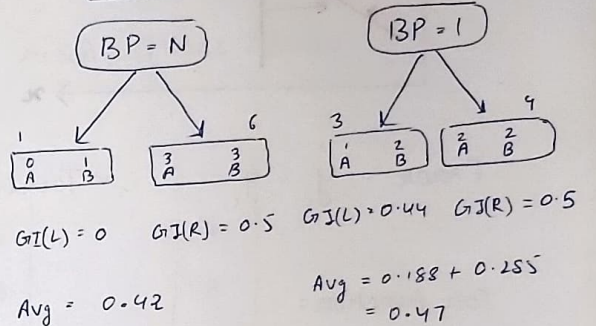 BP = N
BP = 1
1
6
3
4
0 1
A B
3 3
A B
1 2
A B
2 2
A B
GI(L) = 0 GI(R) = 0.5
GI(L) = 0.44 GI(R) = 0.5
Avg = 0.42
Avg = 0.188 + 0.285
= 0.47